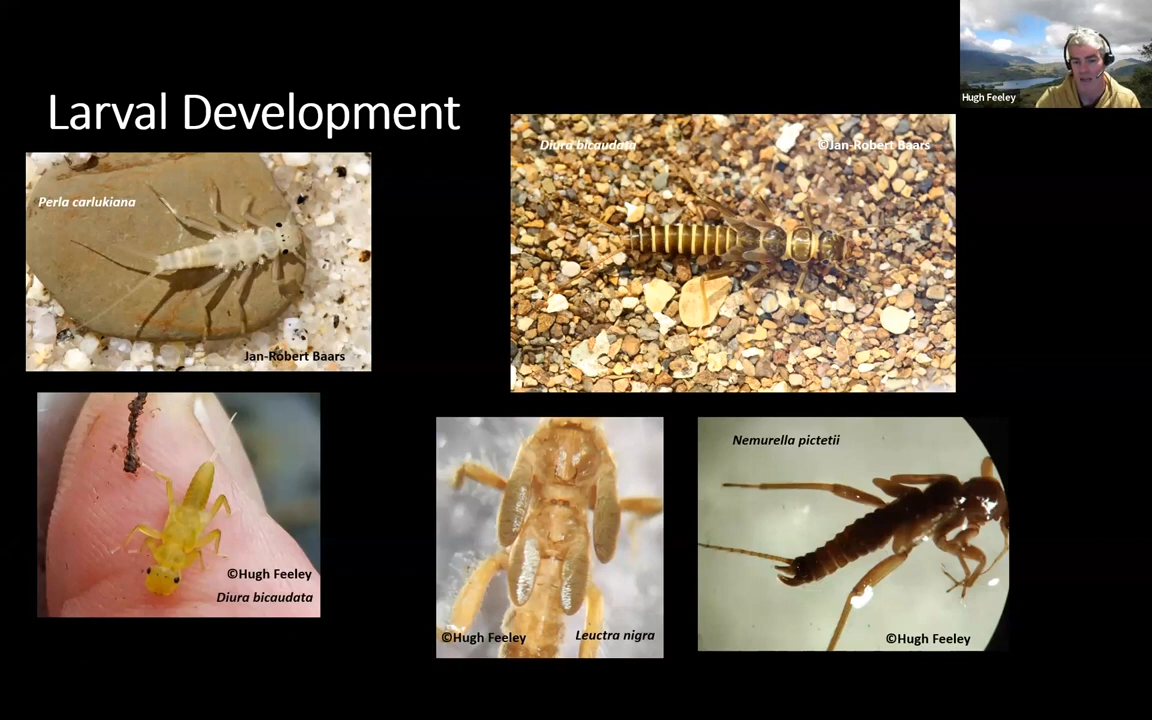 Hugh Feeley
Larval Development
Perla carlukiana
Jan-Robert Baars
Diura bicaudata
©Jan-Robert Baars
©Hugh Feeley
Diura bicaudata
©Hugh Feeley
Leuctra nigra
Nemurella pictetii
©Hugh Feeley